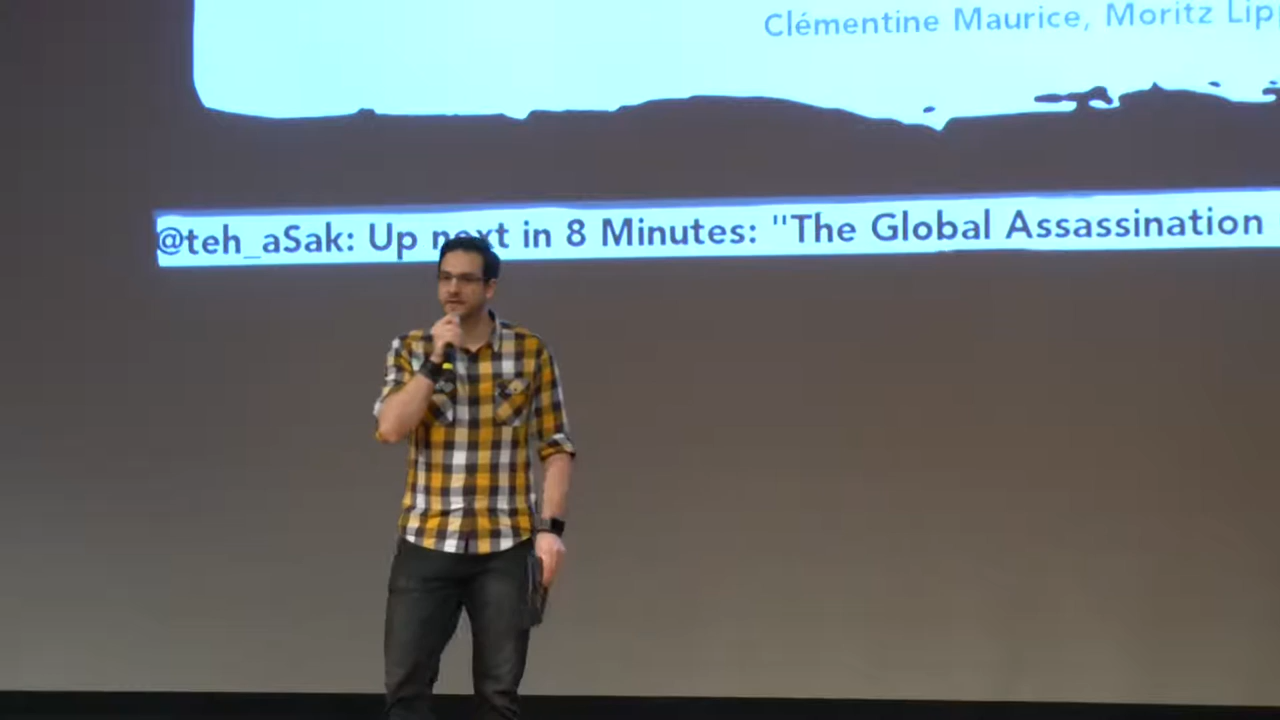 Clémentine Maurice, Moritz Lip
@teh_aSak: Up next in 8 Minutes: "The Global Assassination